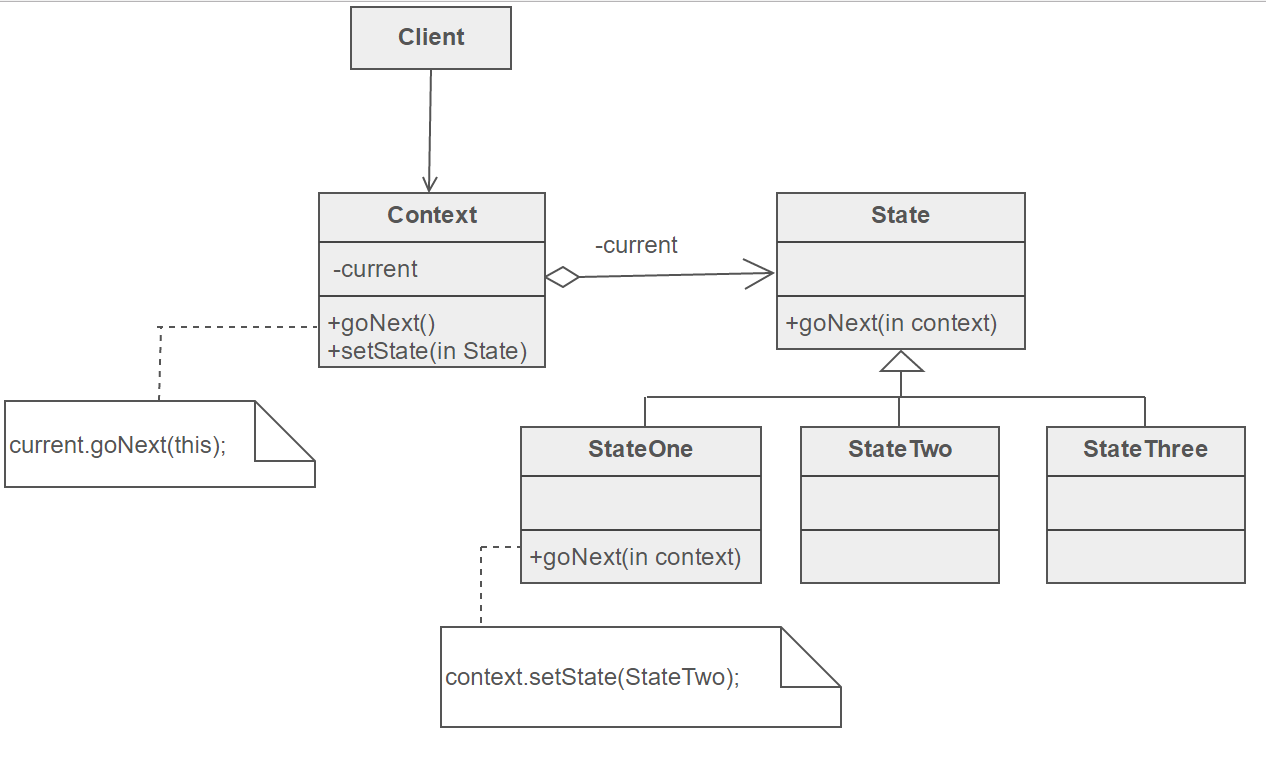 Client
Context
-current
+goNext()
+setState(in State)
-current
State
+goNext(in context)
current.goNext(this);
StateOne
+goNext(in context)
StateTwo
StateThree
context.setState(StateTwo);